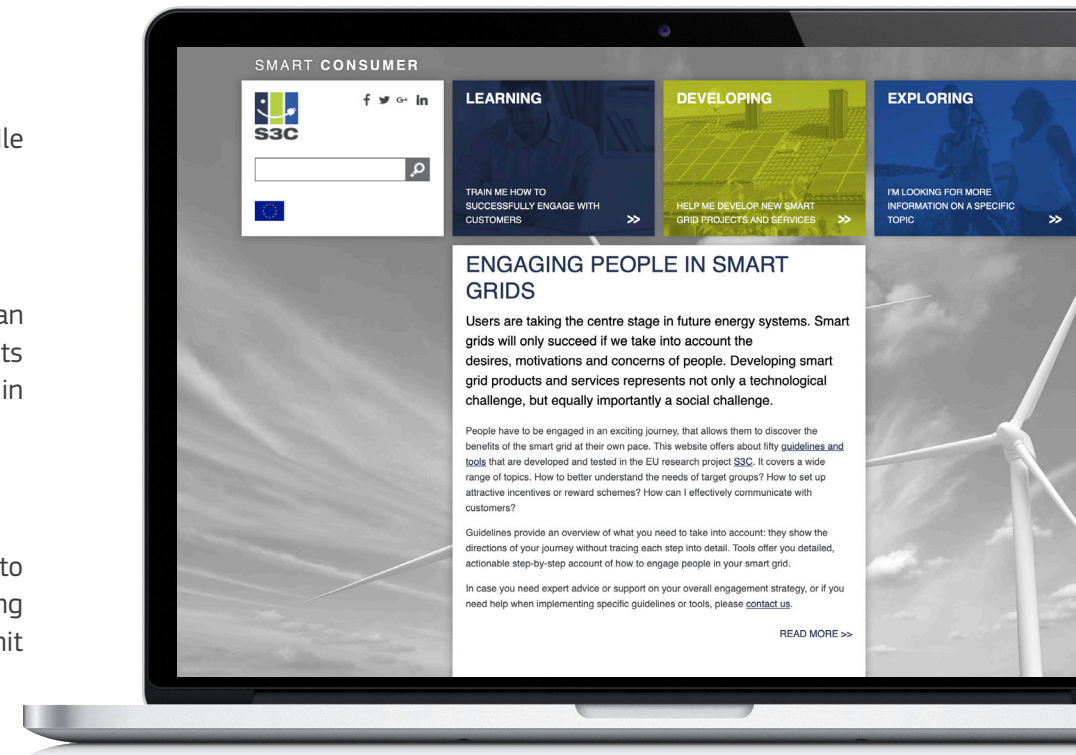 ile
an
ts
in
to
ng
nit
SMART CONSUMER
S3C
f G+ in
LEARNING
TRAIN ME HOW TO
SUCCESSFULLY ENGAGE WITH
CUSTOMERS >>
DEVELOPING
HELP ME DEVELOP NEW SMART
GRID PROJECTS AND SERVICES >>
EXPLORING
I'M LOOKING FOR MORE
INFORMATION ON A SPECIFIC
TOPIC >>
ENGAGING PEOPLE IN SMART
GRIDS
Users are taking the centre stage in future energy systems. Smart
grids will only succeed if we take into account the
desires, motivations and concerns of people. Developing smart
grid products and services represents not only a technological
challenge, but equally importantly a social challenge.
People have to be engaged in an exciting journey, that allows them to discover the
benefits of the smart grid at their own pace. This website offers about fifty guidelines and
tools that are developed and tested in the EU research project S3C. It covers a wide
range of topics. How to better understand the needs of target groups? How to set up
attractive incentives or reward schemes? How can I effectively communicate with
customers?
Guidelines provide an overview of what you need to take into account: they show the
directions of your journey without tracing each step into detail. Tools offer you detailed,
actionable step-by-step account of how to engage people in your smart grid.
In case you need expert advice or support on your overall engagement strategy, or if you
need help when implementing specific guidelines or tools, please contact us.
READ MORE >>